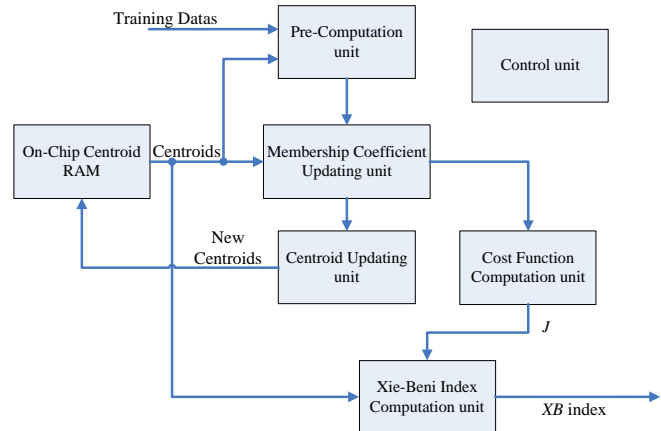 Training Datas
Pre-Computation
unit
Control unit
On-Chip Centroid
RAM
Centroids
Membership Coefficient
Updating unit
New
Centroids
Centroid Updating
unit
Cost Function
Computation unit
J
Xie-Beni Index
Computation unit
XB index